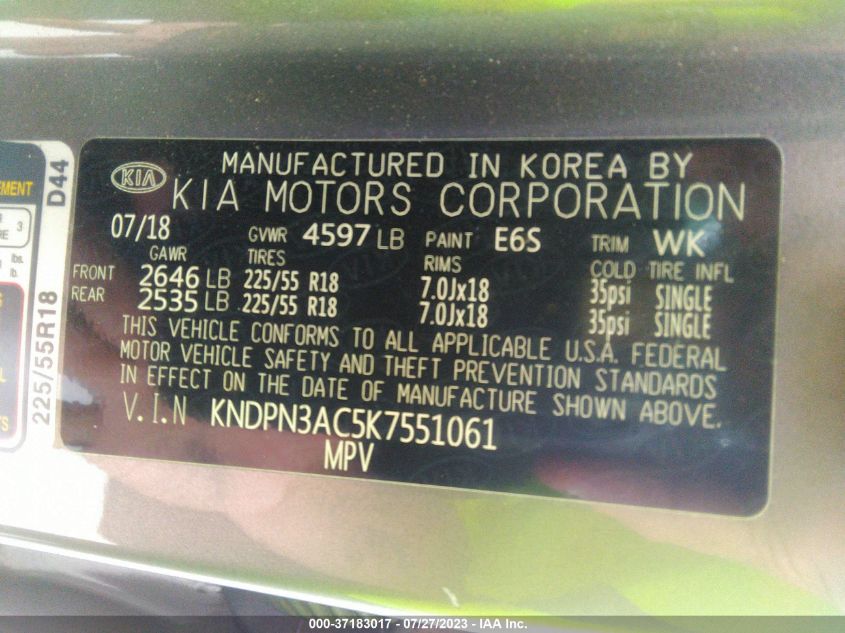 EMENT
3
lbs.
225/55R18 D44
KIA
MANUFACTURED IN KOREA BY
KIA MOTORS CORPORATION
07/18 GVWR 4597 LB PAINT E6S TRIM WK
GAWR TIRES RIMS COLD TIRE INFL
FRONT 2646 LB 225/55 R18 7.0Jx18 35psi SINGLE
REAR 2535 LB 225/55 R18 7.0Jx18 35psi SINGLE
THIS VEHICLE CONFORMS TO ALL APPLICABLE U.S.A. FEDERAL
MOTOR VEHICLE SAFETY AND THEFT PREVENTION STANDARDS
IN EFFECT ON THE DATE OF MANUFACTURE SHOWN ABOVE.
V.I.N KNDPN3AC5K7551061
MPV
000-37183017 - 07/27/2023 - IAA Inc.